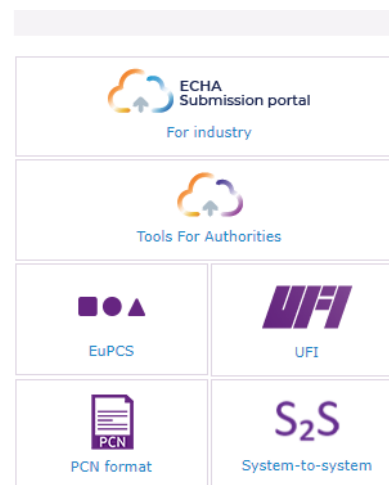 ECHA
Submission portal
For industry
Tools For Authorities
EuPCS
UFI
UFI
PCN
PCN format
S₂S
System-to-system